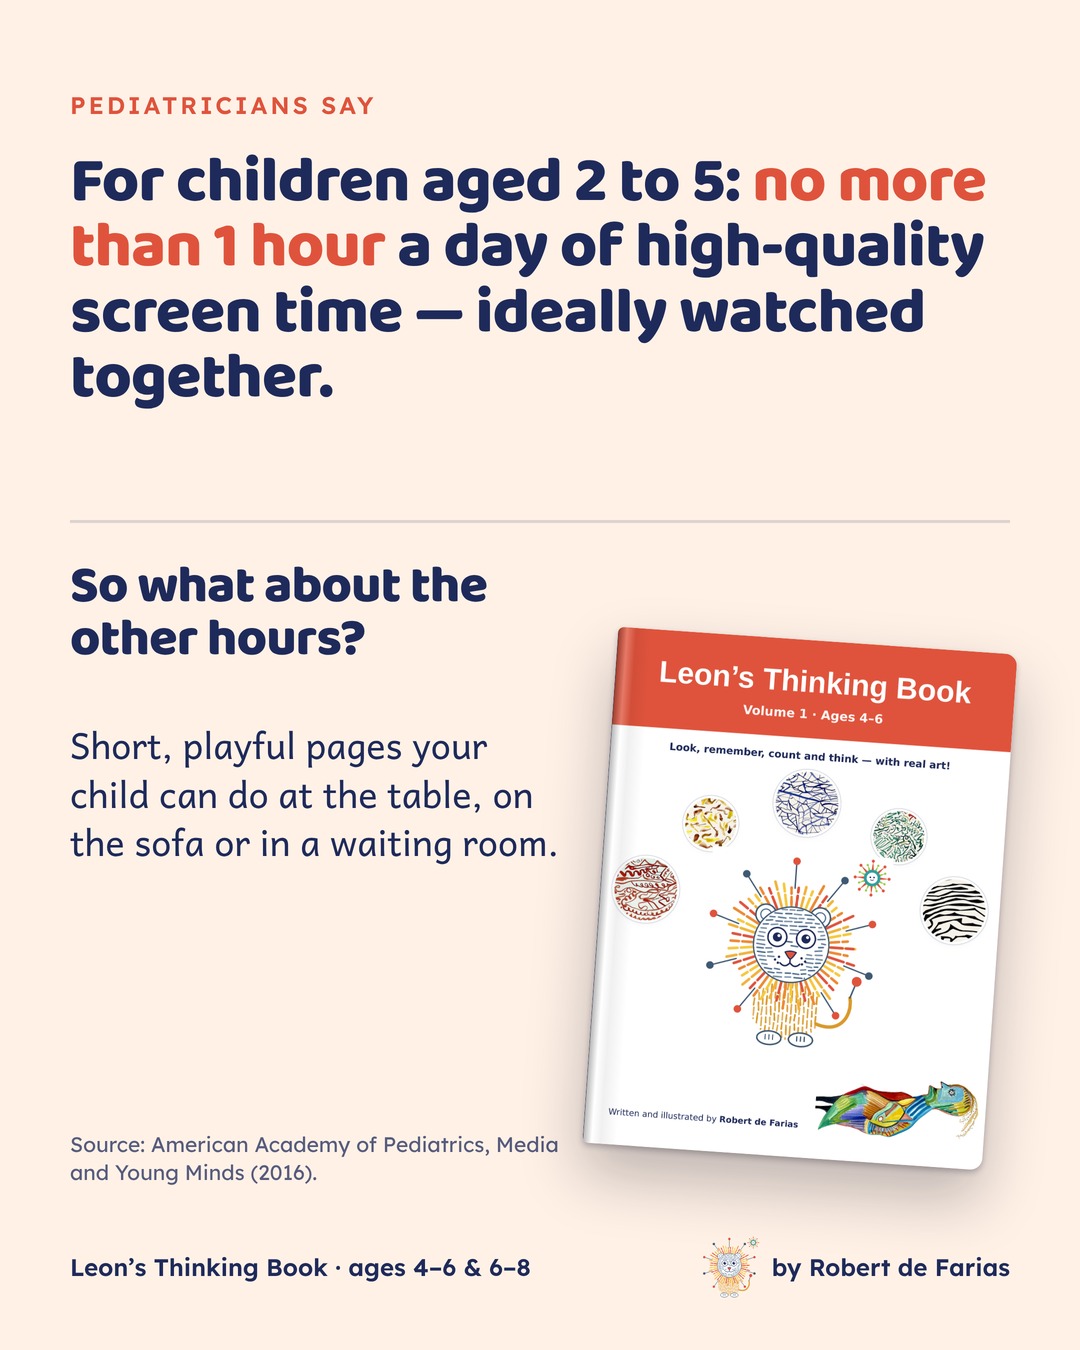 PEDIATRICIANS SAY
For children aged 2 to 5: no more
than 1 hour a day of high-quality
screen time — ideally watched
together.
So what about the
other hours?
Short, playful pages your
child can do at the table, on
the sofa or in a waiting room.
Leon’s Thinking Book
Volume 1 · Ages 4–6
Look, remember, count and think — with real art!
Written and illustrated by Robert de Farias
Source: American Academy of Pediatrics, Media
and Young Minds (2016).
Leon’s Thinking Book · ages 4–6 & 6–8
by Robert de Farias